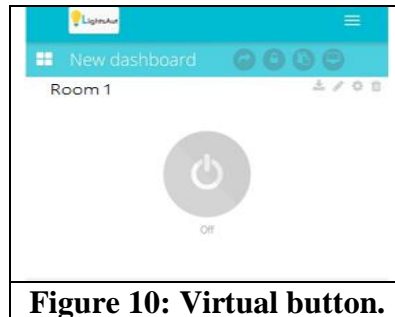 LightsAut
New dashboard
Room 1
Off
Figure 10: Virtual button.